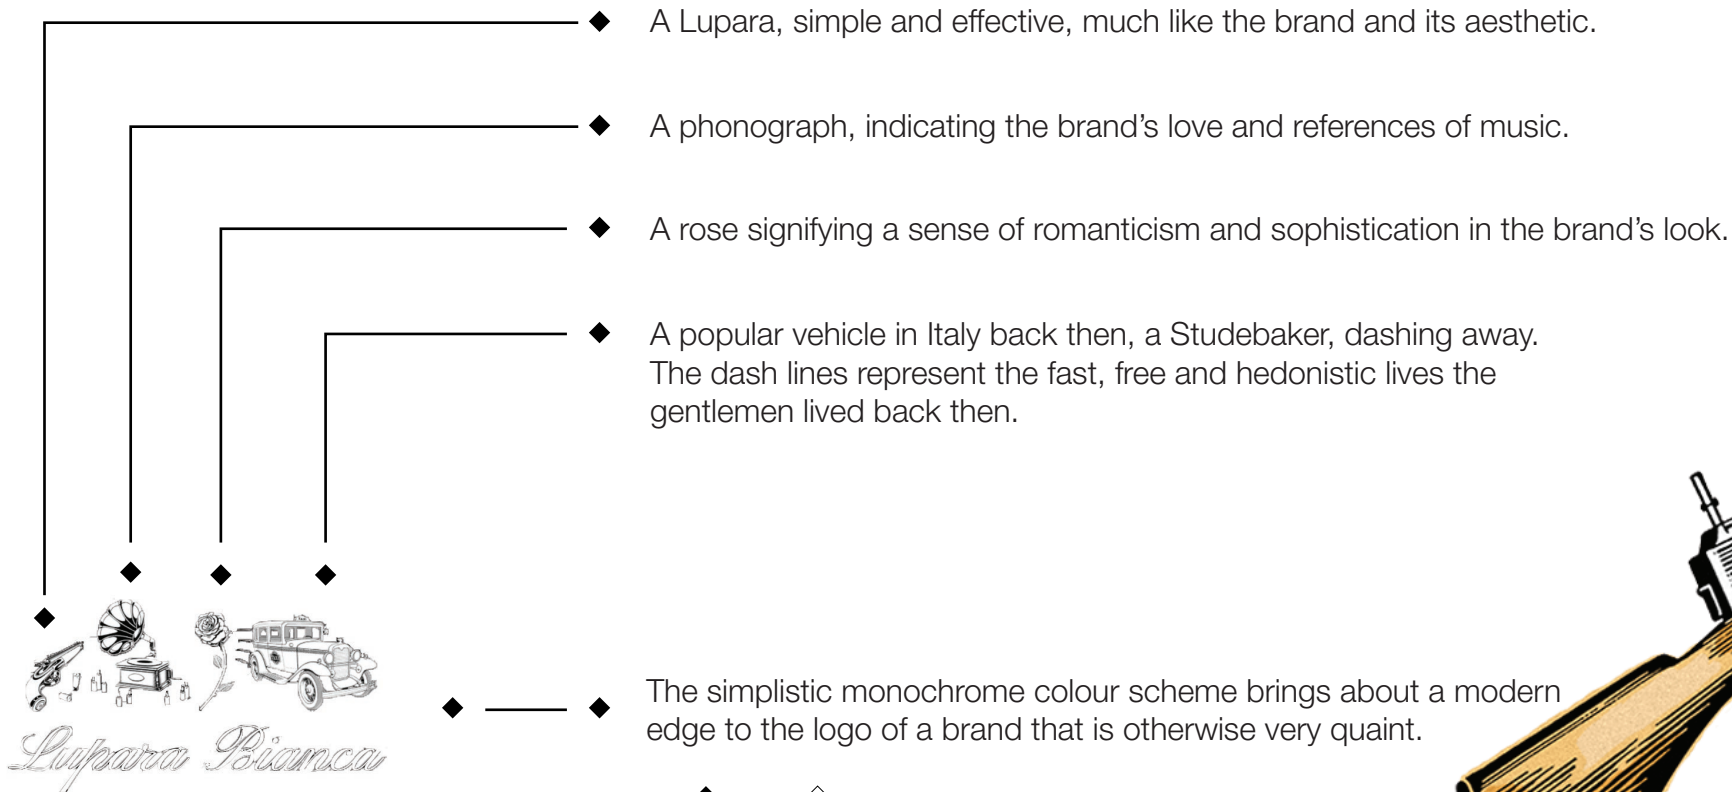 A Lupara, simple and effective, much like the brand and its aesthetic.
A phonograph, indicating the brand's love and references of music.
A rose signifying a sense of romanticism and sophistication in the brand's look.
A popular vehicle in Italy back then, a Studebaker, dashing away.
The dash lines represent the fast, free and hedonistic lives the
gentlemen lived back then.
The simplistic monochrome colour scheme brings about a modern
edge to the logo of a brand that is otherwise very quaint.
Lupara Bianca